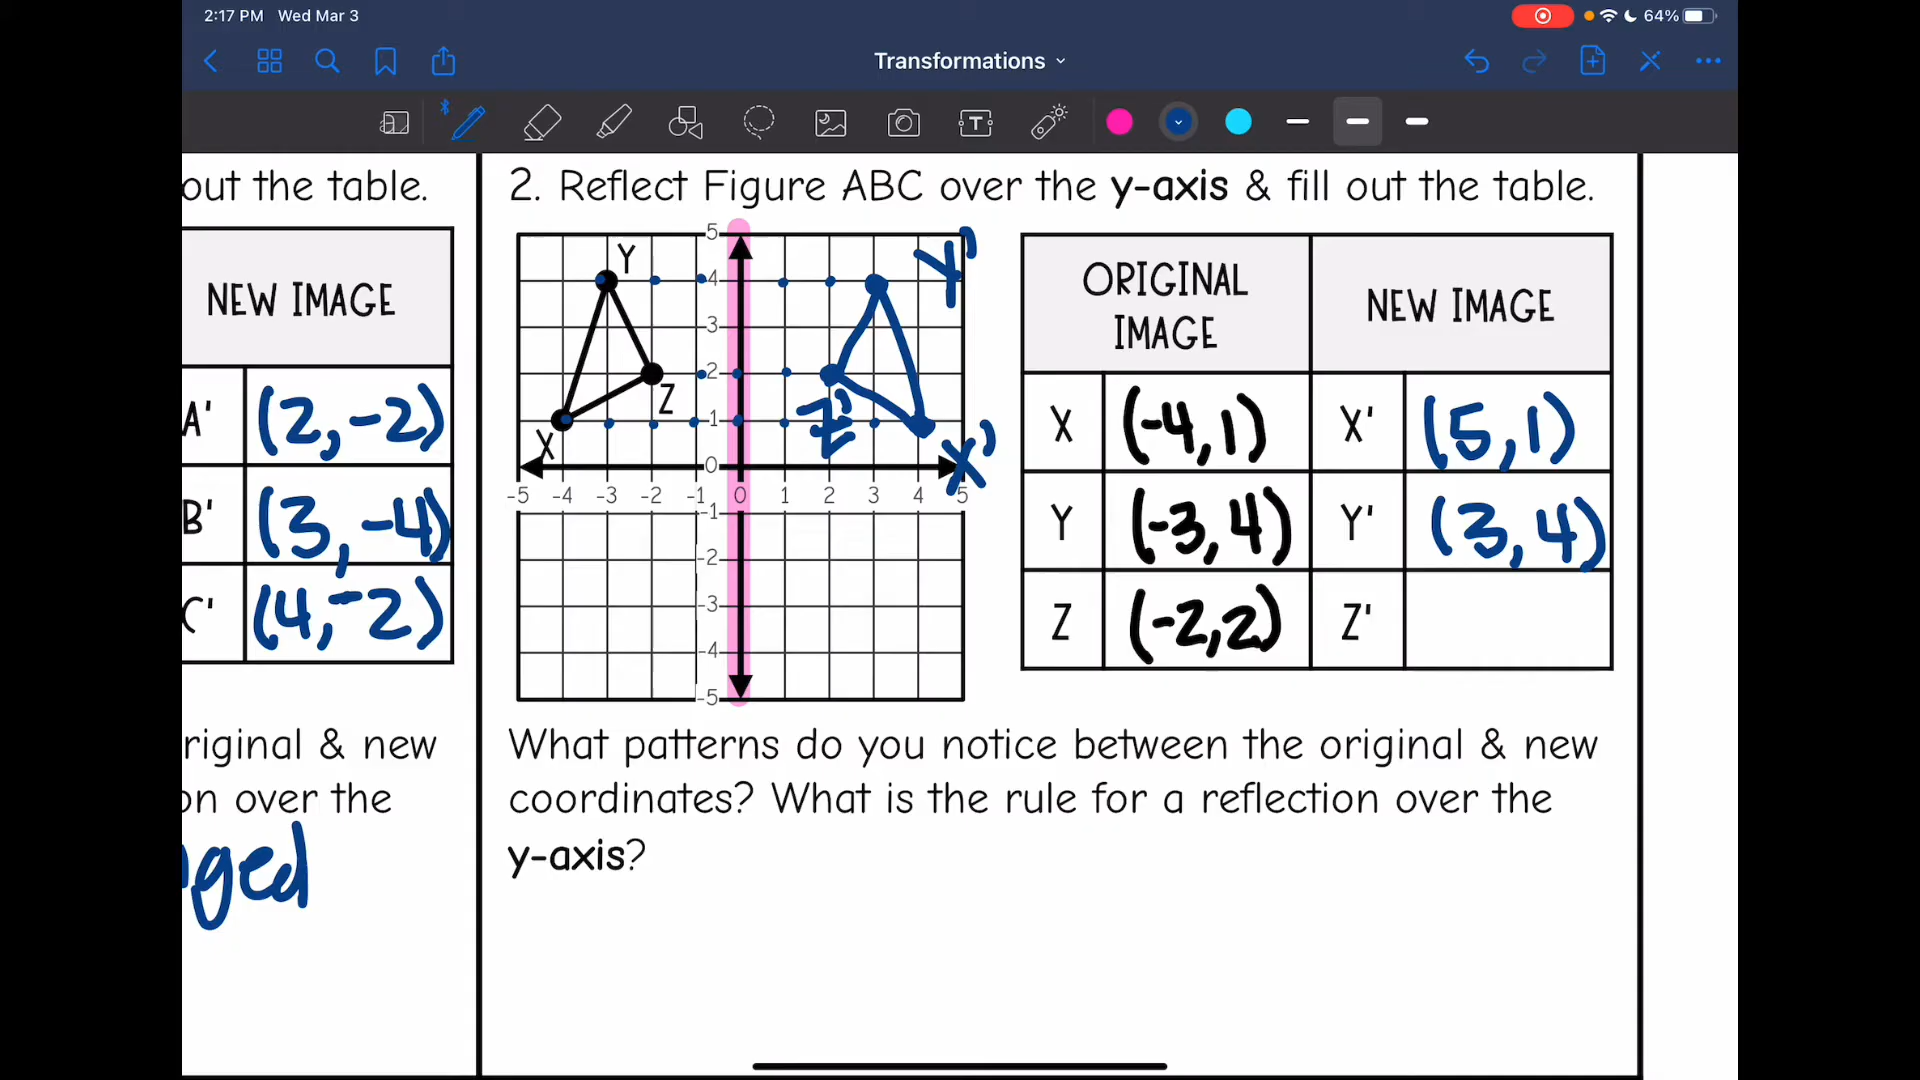 2:17 PM Wed Mar 3
64%
Transformations
T
out the table.
NEW IMAGE
A' (2,-2)
B' (3,-4)
C' (4,-2)
riginal & new
on over the
nged
2. Reflect Figure ABC over the y-axis & fill out the table.
5
4
3
2
1
0
-5 -4 -3 -2 -1 0 1 2 3 4 5
-1
-2
-3
-4
-5
Y
Z
X
Y'
Z'
X'
ORIGINAL IMAGE NEW IMAGE
X (-4,1) X' (5,1)
Y (-3,4) Y' (3,4)
Z (-2,2) Z'
What patterns do you notice between the original & new
coordinates? What is the rule for a reflection over the
y-axis?